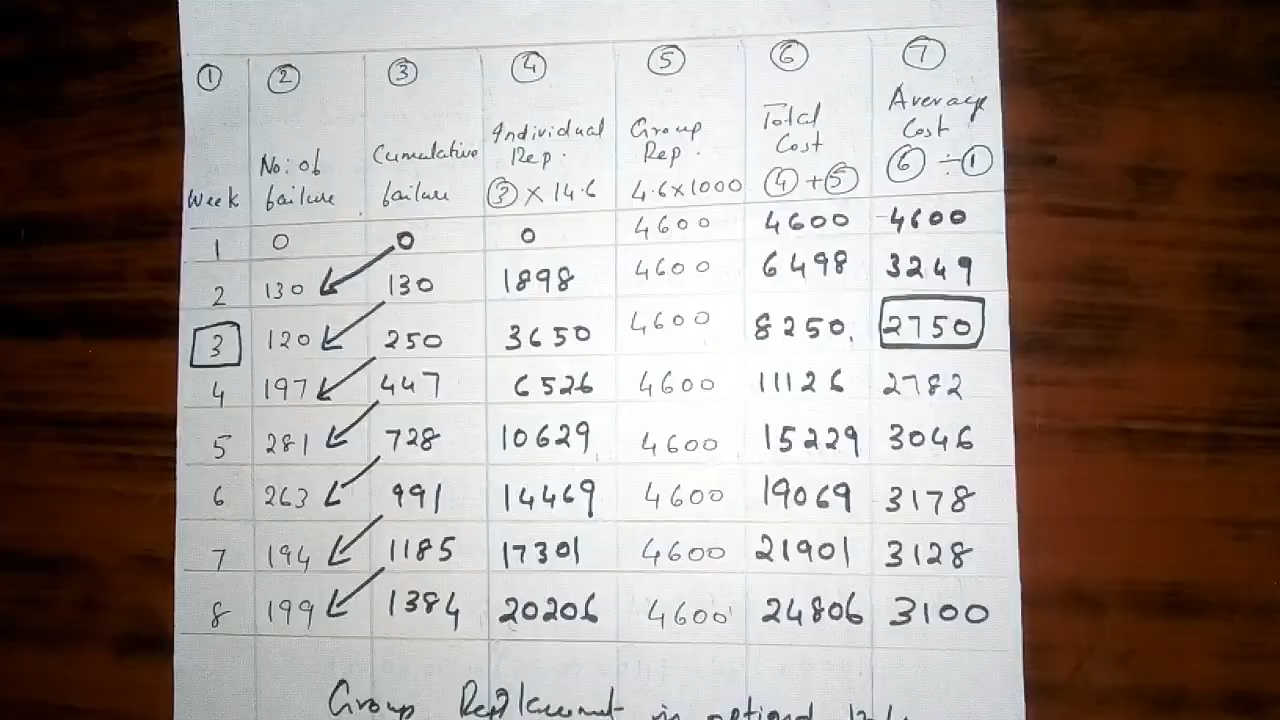 ① ② ③ ④ ⑤ ⑥ ⑦
Week No: of failure Cumulative failure Individual Rep. ③ × 14.6 Group Rep. 4.6×1000 Total Cost ④+⑤ Average Cost ⑥ ÷ ①
1 0 0 0 4600 4600 4600
2 130 130 1898 4600 6498 3249
3 120 250 3650 4600 8250. 2750
4 197 447 6526 4600 11126 2782
5 281 728 10629 4600 15229 3046
6 263 991 14469 4600 19069 3178
7 194 1185 17301 4600 21901 3128
8 199 1384 20206 4600 24806 3100
Group